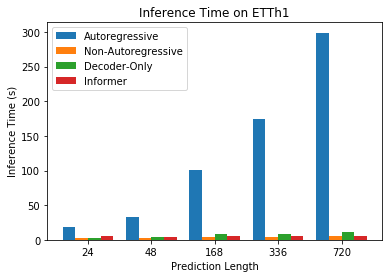 Inference Time on ETTh1
Autoregressive
Non-Autoregressive
Decoder-Only
Informer
Inference Time (s)
300
250
200
150
100
50
0
24 48 168 336 720
Prediction Length